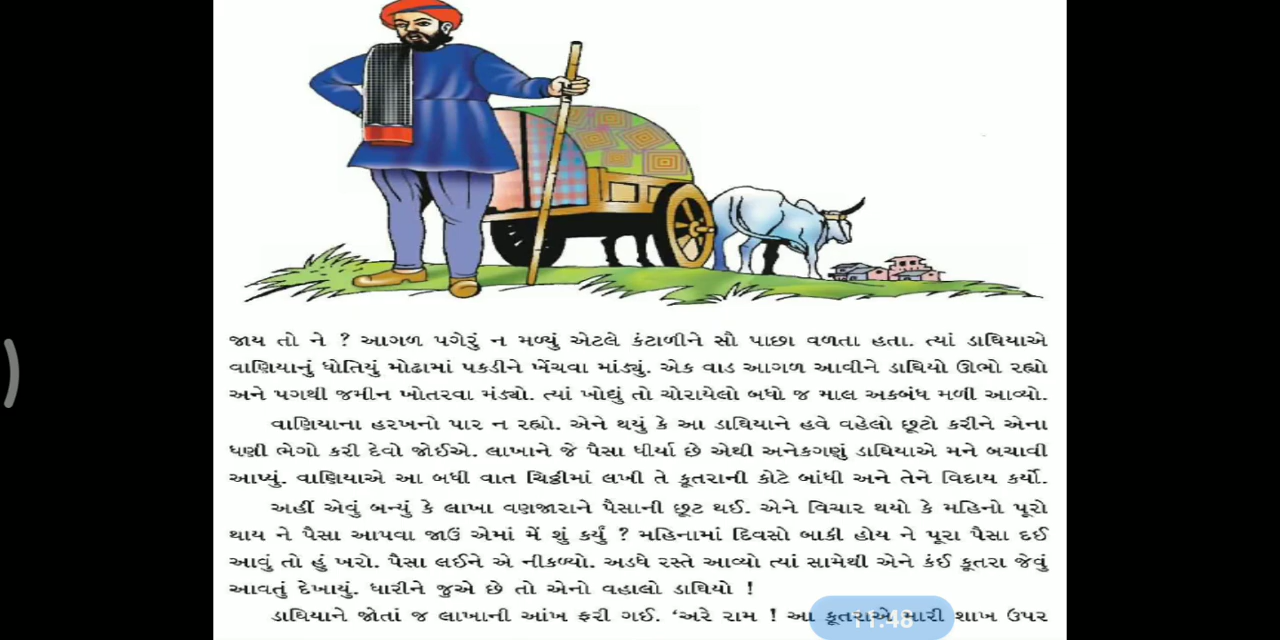 જાય તો ને ? આગળ પગેરું ન મળ્યું એટલે કંટાળીને સૌ પાછા વળતા હતા. ત્યાં ડાઘિયાએ
વાણિયાનું ધોતિયું મોઢામાં પકડીને ખેંચવા માંડ્યું. એક વાડ આગળ આવીને ડાઘિયો ઊભો રહ્યો
અને પગથી જમીન ખોતરવા મંડ્યો. ત્યાં ખોદ્યું તો ચોરાયેલો બધો જ માલ અકબંધ મળી આવ્યો.
વાણિયાના હરખનો પાર ન રહ્યો. એને થયું કે આ ડાઘિયાને હવે વહેલો છૂટો કરીને એના
ધણી ભેગો કરી દેવો જોઈએ. લાખાને જે પૈસા ધીર્યા છે એથી અનેકગણું ડાઘિયાએ મને બચાવી
આપ્યું. વાણિયાએ આ બધી વાત ચિઠ્ઠીમાં લખી તે કૂતરાની કોટે બાંધી અને તેને વિદાય કર્યો.
અહીં એવું બન્યું કે લાખા વણજારાને પૈસાની છૂટ થઈ. એને વિચાર થયો કે મહિનો પૂરો
થાય ને પૈસા આપવા જાઉં એમાં મેં શું કર્યું ? મહિનામાં દિવસો બાકી હોય ને પૂરા પૈસા દઈ
આવું તો હું ખરો. પૈસા લઈને એ નીકળ્યો. અડધે રસ્તે આવ્યો ત્યાં સામેથી એને કંઈ કૂતરા જેવું
આવતું દેખાયું. ધારીને જુએ છે તો એનો વહાલો ડાઘિયો !
ડાઘિયાને જોતાં જ લાખાની આંખ ફરી ગઈ. ‘અરે રામ ! આ કૂતરાએ મારી શાખ ઉપર
11:48